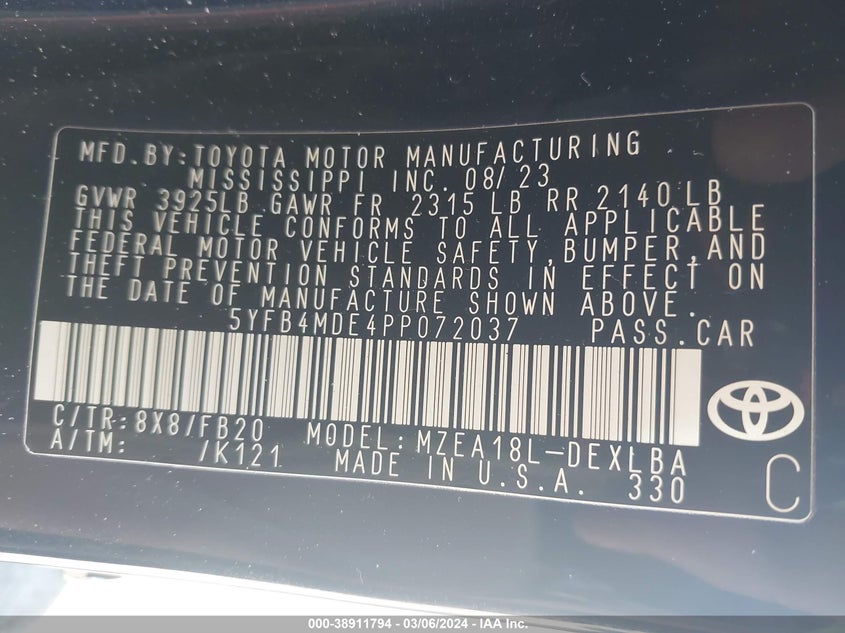 MFD.BY:TOYOTA MOTOR MANUFACTURING
MISSISSIPPI INC. 08/23
GVWR 3925LB GAWR FR 2315 LB RR 2140 LB
THIS VEHICLE CONFORMS TO ALL APPLICABLE
FEDERAL MOTOR VEHICLE SAFETY,BUMPER,AND
THEFT PREVENTION STANDARDS IN EFFECT ON
THE DATE OF MANUFACTURE SHOWN ABOVE.
5YFB4MDE4PP072037 PASS.CAR
C/TR:8X8/FB20 MODEL:MZEA18L-DEXLBA
A/TM: /K121 MADE IN U.S.A. 330
C
000-38911794 - 03/06/2024 - IAA Inc.